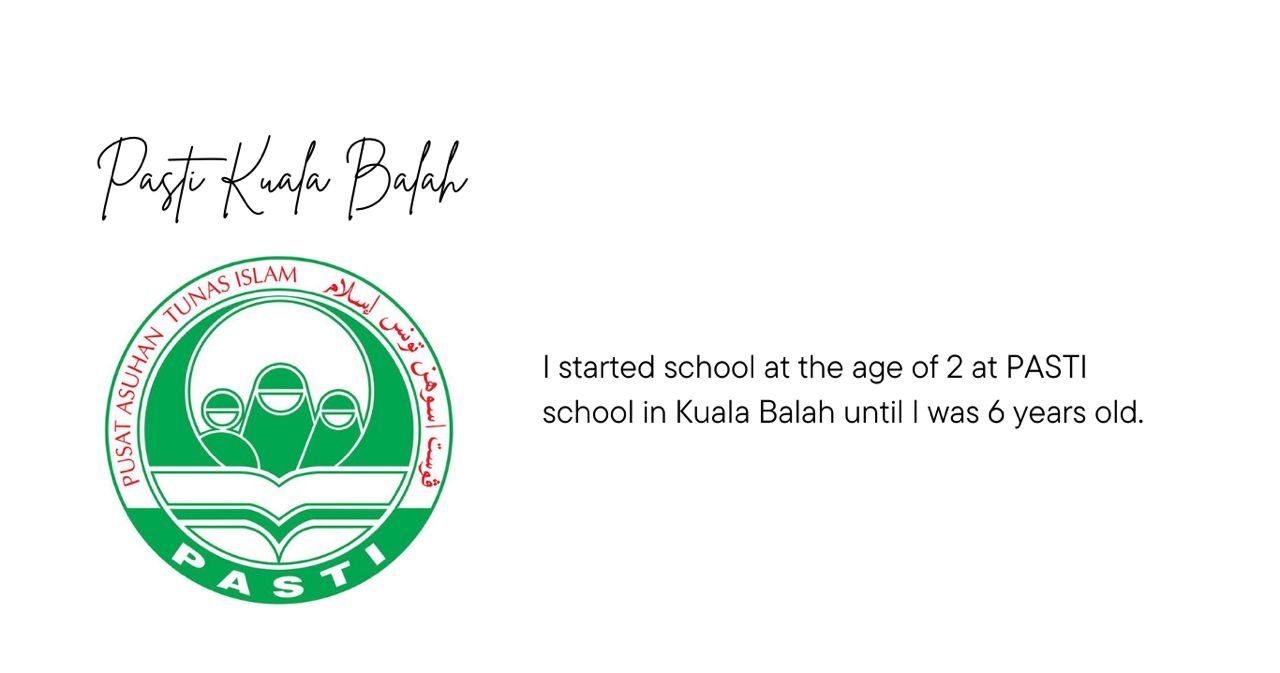 Pasti Kuala Balah
PUSAT ASUHAN TUNAS ISLAM
ڤوست اسوهن تونس إسلام
PASTI
I started school at the age of 2 at PASTI
school in Kuala Balah until I was 6 years old.